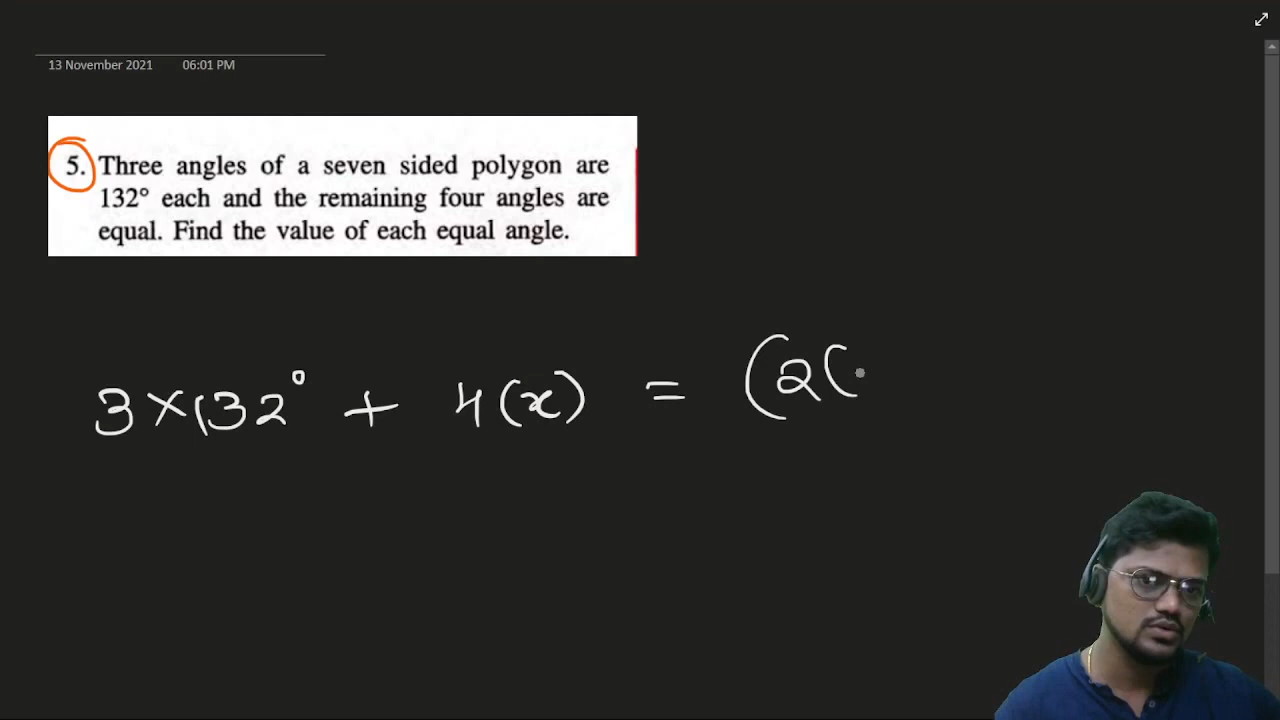 13 November 2021 06:01 PM
5. Three angles of a seven sided polygon are
132° each and the remaining four angles are
equal. Find the value of each equal angle.
3×132° + 4(x) = (2(